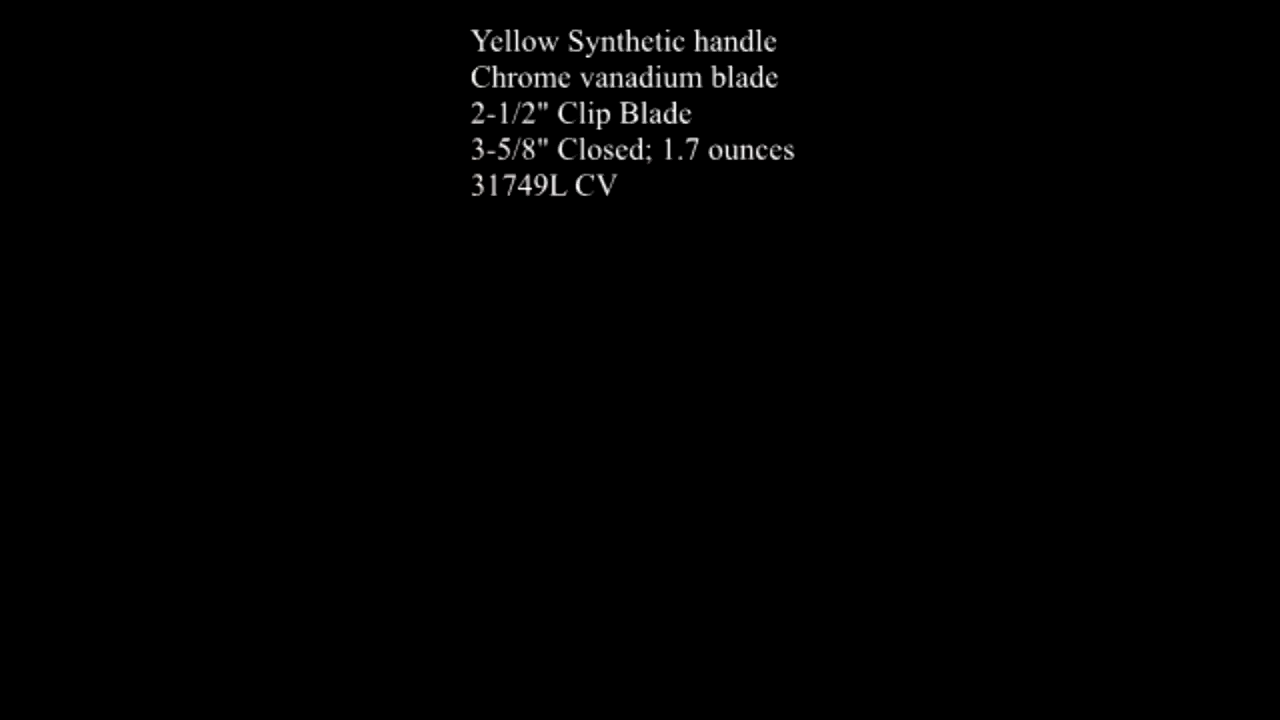 Yellow Synthetic handle
Chrome vanadium blade
2-1/2" Clip Blade
3-5/8" Closed; 1.7 ounces
31749L CV